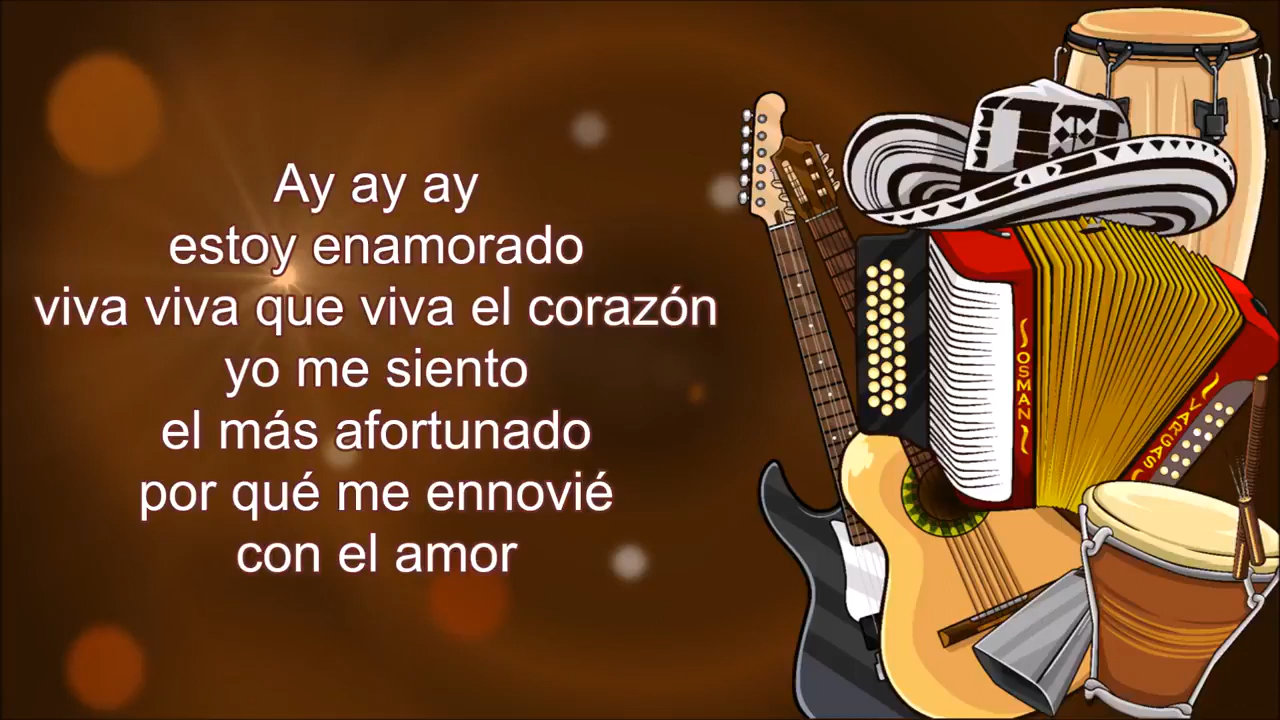 Ay ay ay
estoy enamorado
viva viva que viva el corazón
yo me siento
el más afortunado
por qué me ennovié
con el amor
OSMAN
VARGAS